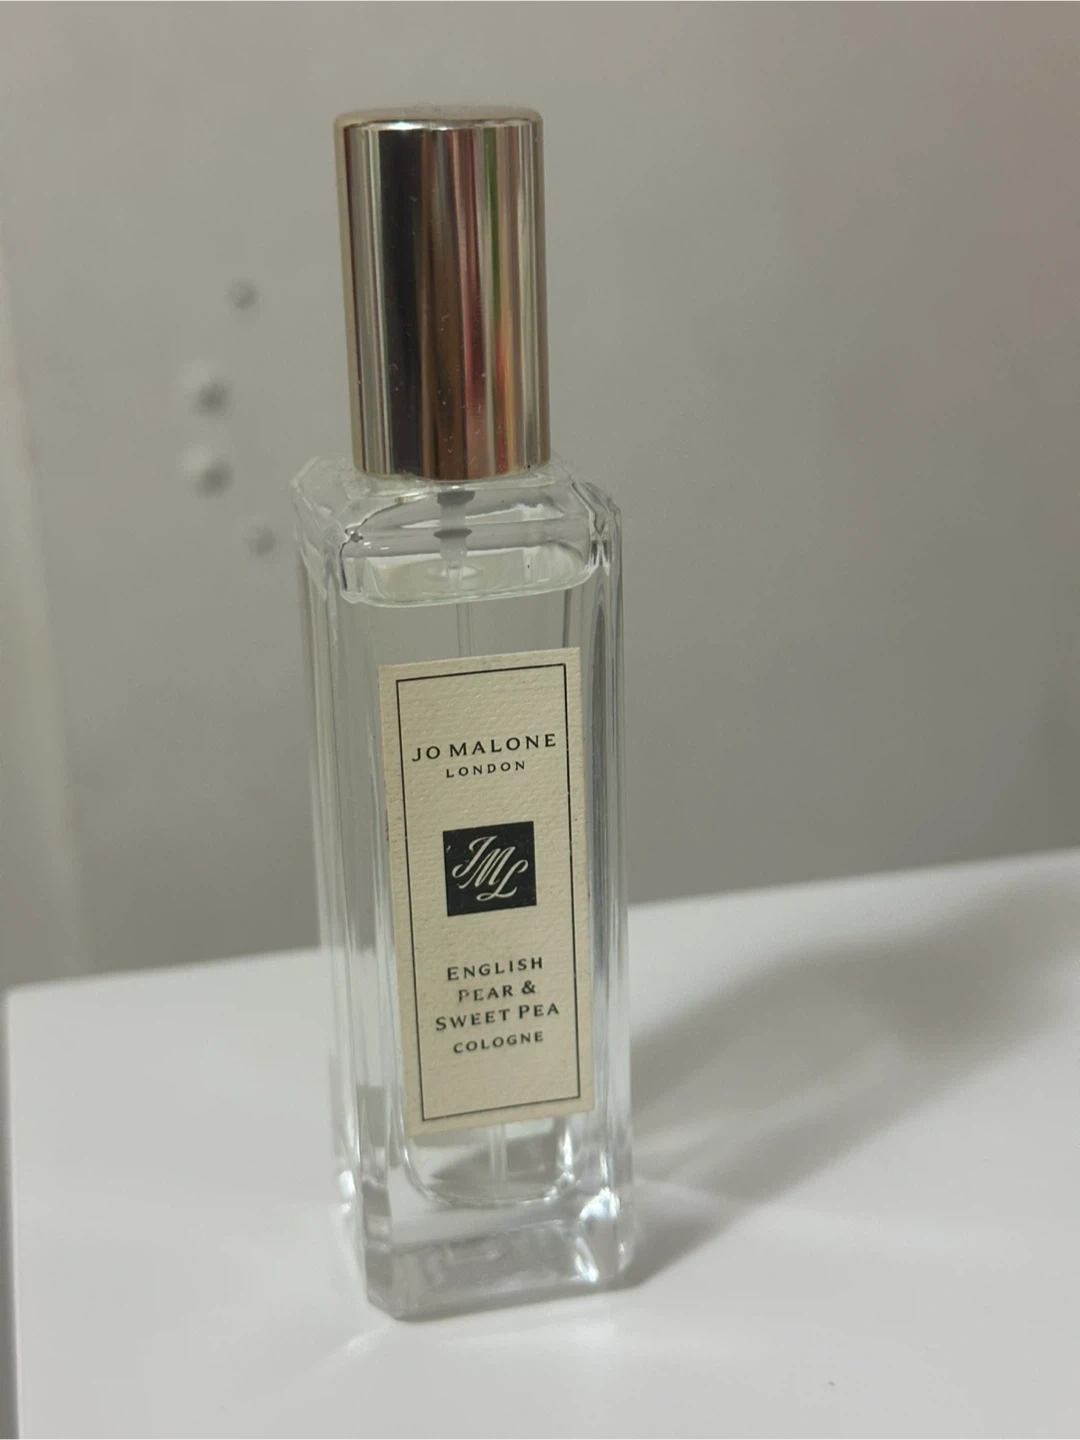 JO MALONE
LONDON
JML
ENGLISH
PEAR &
SWEET PEA
COLOGNE